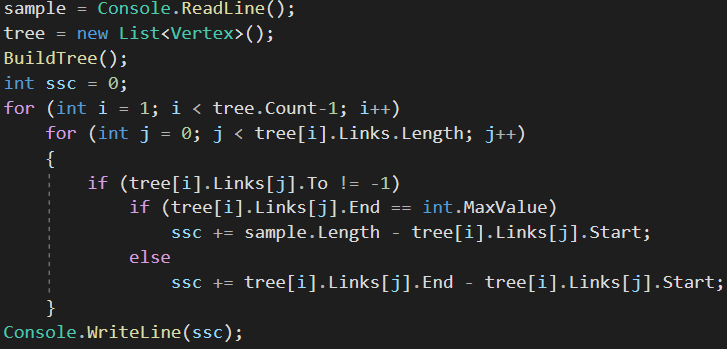 sample = Console.ReadLine();
tree = new List<Vertex>();
BuildTree();
int ssc = 0;
for (int i = 1; i < tree.Count-1; i++)
    for (int j = 0; j < tree[i].Links.Length; j++)
    {
        if (tree[i].Links[j].To != -1)
            if (tree[i].Links[j].End == int.MaxValue)
                ssc += sample.Length - tree[i].Links[j].Start;
            else
                ssc += tree[i].Links[j].End - tree[i].Links[j].Start;
    }
Console.WriteLine(ssc);